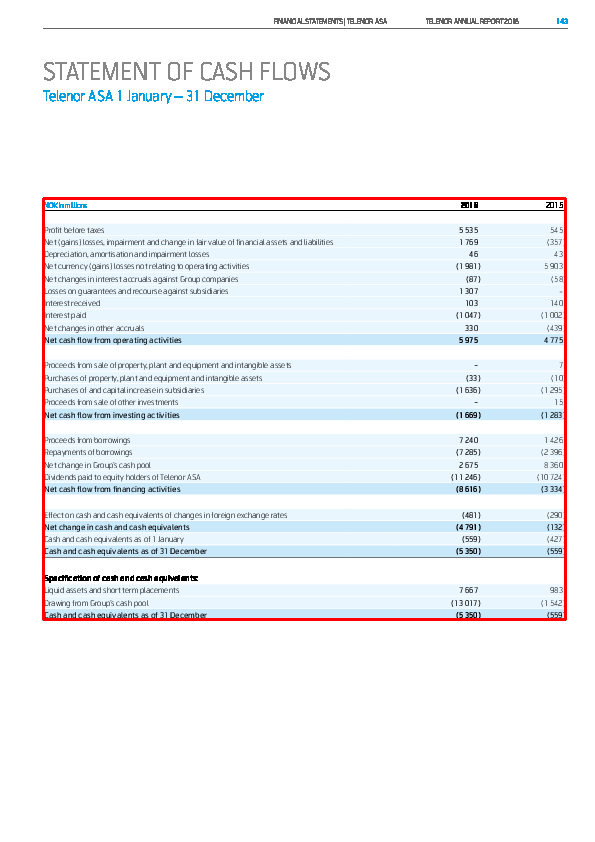 FINANCIAL STATEMENTS | TELENOR ASA TELENOR ANNUAL REPORT 2016 143
STATEMENT OF CASH FLOWS
Telenor ASA 1 January – 31 December
NOK in millions 2016 2015
Profit before taxes 5 535 545
Net (gains) losses, impairment and change in fair value of financial assets and liabilities 1 769 (357
Depreciation, amortisation and impairment losses 46 43
Net currency (gains) losses not relating to operating activities (1 981) 5 903
Net changes in interest accruals against Group companies (87) (58
Losses on guarantees and recourse against subsidiaries 1 307 –
Interest received 103 140
Interest paid (1 047) (1 002
Net changes in other accruals 330 (439
Net cash flow from operating activities 5 975 4 775
Proceeds from sale of property, plant and equipment and intangible assets – 7
Purchases of property, plant and equipment and intangible assets (33) (10
Purchases of and capital increase in subsidiaries (1 636) (1 295
Proceeds from sale of other investments – 15
Net cash flow from investing activities (1 669) (1 283
Proceeds from borrowings 7 240 1 426
Repayments of borrowings (7 285) (2 396
Net change in Group's cash pool 2 675 8 360
Dividends paid to equity holders of Telenor ASA (11 246) (10 724
Net cash flow from financing activities (8 616) (3 334
Effect on cash and cash equivalents of changes in foreign exchange rates (481) (290
Net change in cash and cash equivalents (4 791) (132
Cash and cash equivalents as of 1 January (559) (427
Cash and cash equivalents as of 31 December (5 350) (559
Specification of cash and cash equivalents:
Liquid assets and short term placements 7 667 983
Drawing from Group's cash pool (13 017) (1 542
Cash and cash equivalents as of 31 December (5 350) (559